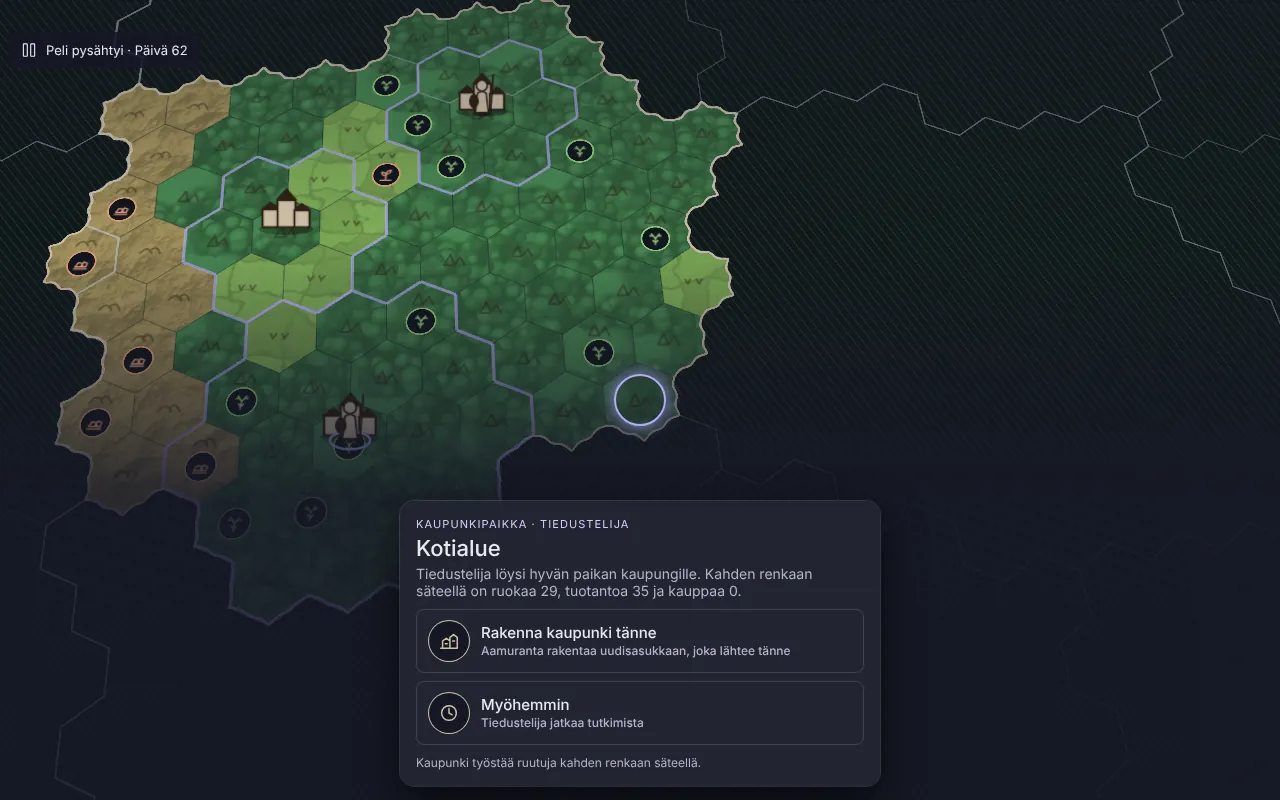 Peli pysähtyi · Päivä 62
KAUPUNKIPAIKKA · TIEDUSTELIJA
Kotialue
Tiedustelija löysi hyvän paikan kaupungille. Kahden renkaan
säteellä on ruokaa 29, tuotantoa 35 ja kauppaa 0.
Rakenna kaupunki tänne
Aamuranta rakentaa uudisasukkaan, joka lähtee tänne
Myöhemmin
Tiedustelija jatkaa tutkimista
Kaupunki työstää ruutuja kahden renkaan säteellä.